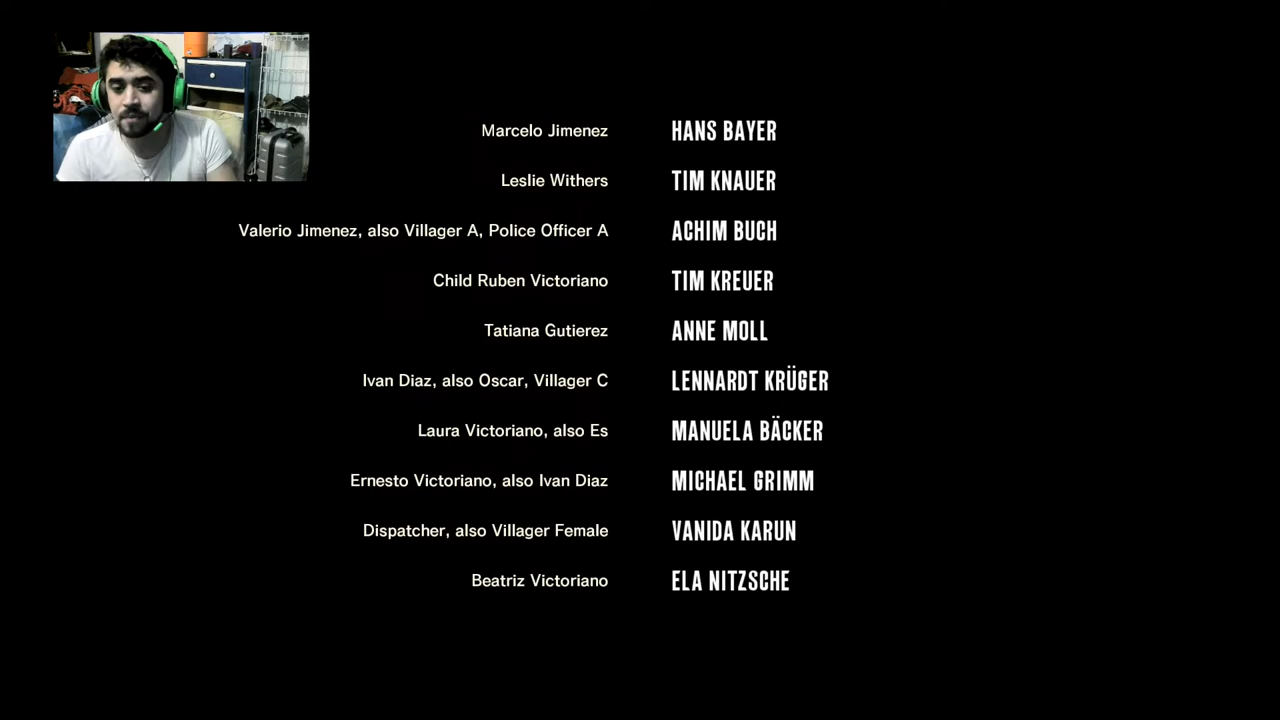 Marcelo Jimenez HANS BAYER
Leslie Withers TIM KNAUER
Valerio Jimenez, also Villager A, Police Officer A ACHIM BUCH
Child Ruben Victoriano TIM KREUER
Tatiana Gutierez ANNE MOLL
Ivan Diaz, also Oscar, Villager C LENNARDT KRÜGER
Laura Victoriano, also Es MANUELA BÄCKER
Ernesto Victoriano, also Ivan Diaz MICHAEL GRIMM
Dispatcher, also Villager Female VANIDA KARUN
Beatriz Victoriano ELA NITZSCHE